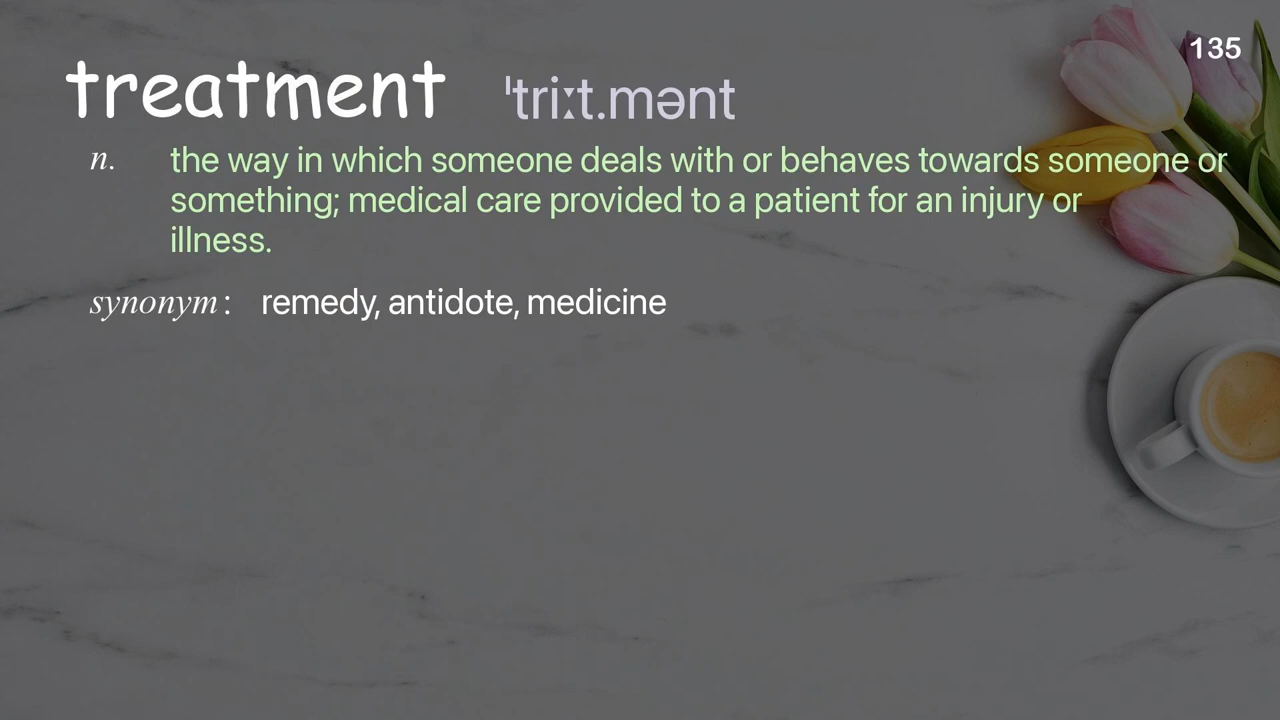 135
treatment ˈtriːt.mənt
n. the way in which someone deals with or behaves towards someone or
something; medical care provided to a patient for an injury or
illness.
synonym: remedy, antidote, medicine